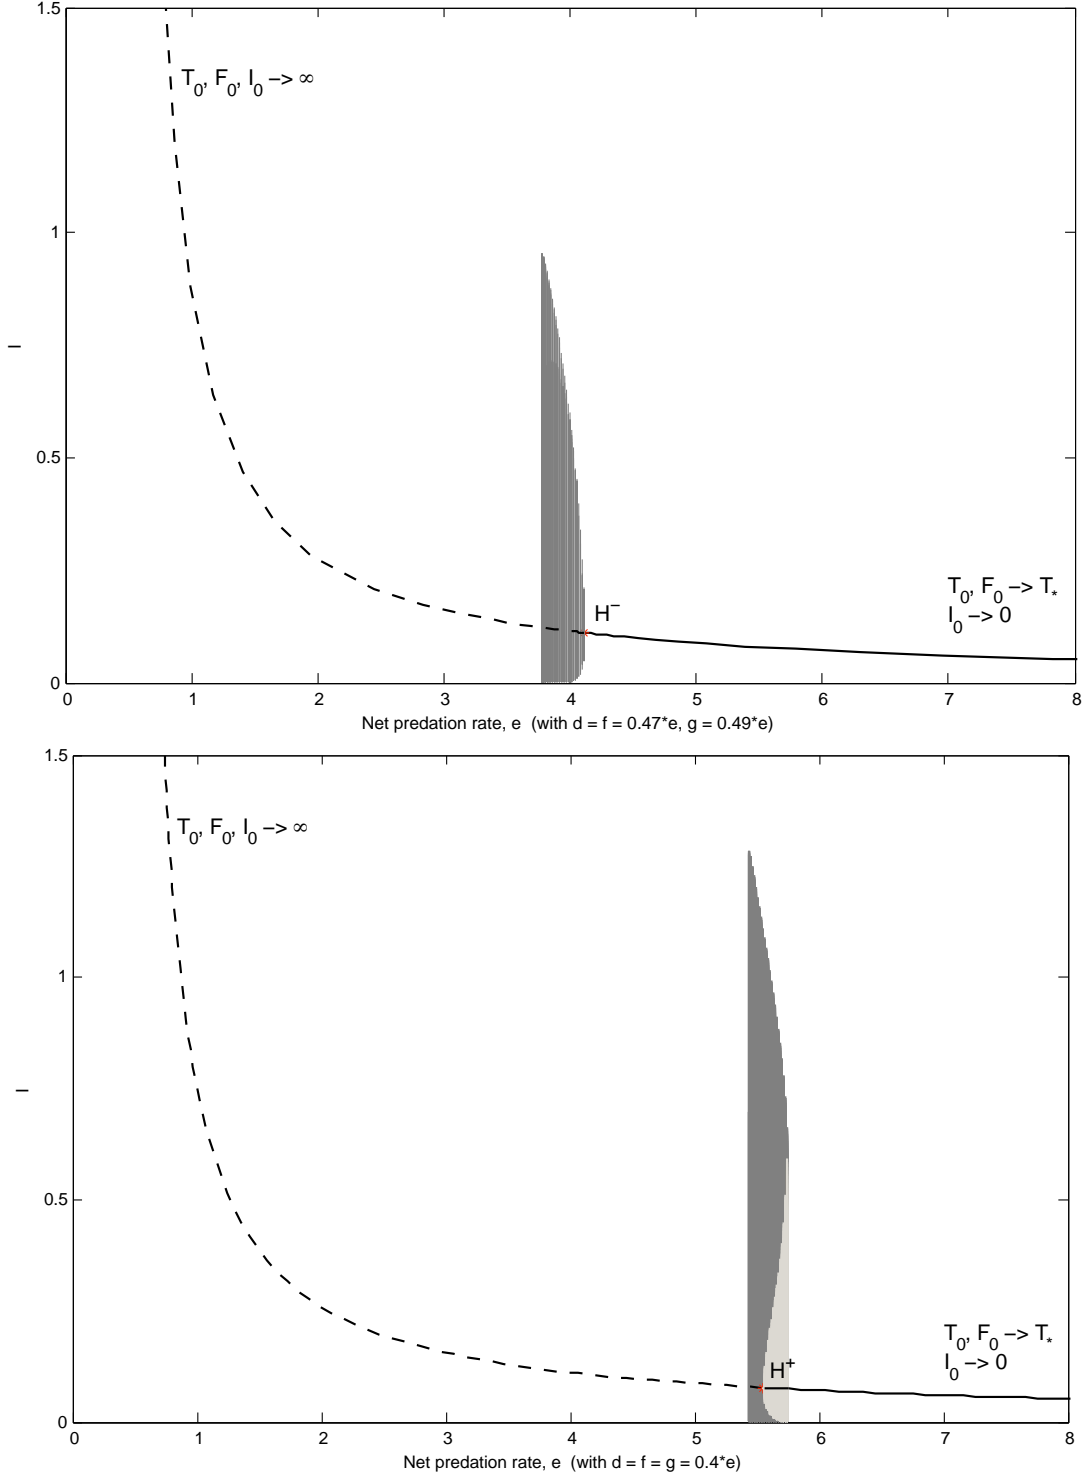 1.5
T₀, F₀, I₀ –> ∞
1
I
0.5
T₀, F₀ –> T*
H⁻
I₀ –> 0
0
0 1 2 3 4 5 6 7 8
Net predation rate, e (with d = f = 0.47*e, g = 0.49*e)
1.5
T₀, F₀, I₀ –> ∞
1
I
0.5
T₀, F₀ –> T*
H⁺
I₀ –> 0
0
0 1 2 3 4 5 6 7 8
Net predation rate, e (with d = f = g = 0.4*e)